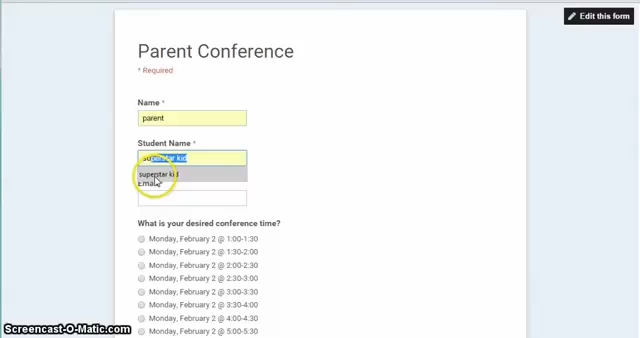 Edit this form
Parent Conference
* Required
Name *
parent
Student Name *
superstar kid
superstar kid
Email *
What is your desired conference time?
Monday, February 2 @ 1:00-1:30
Monday, February 2 @ 1:30-2:00
Monday, February 2 @ 2:00-2:30
Monday, February 2 @ 2:30-3:00
Monday, February 2 @ 3:00-3:30
Monday, February 2 @ 3:30-4:00
Monday, February 2 @ 4:00-4:30
Monday, February 2 @ 5:00-5:30
Screencast-O-Matic.com